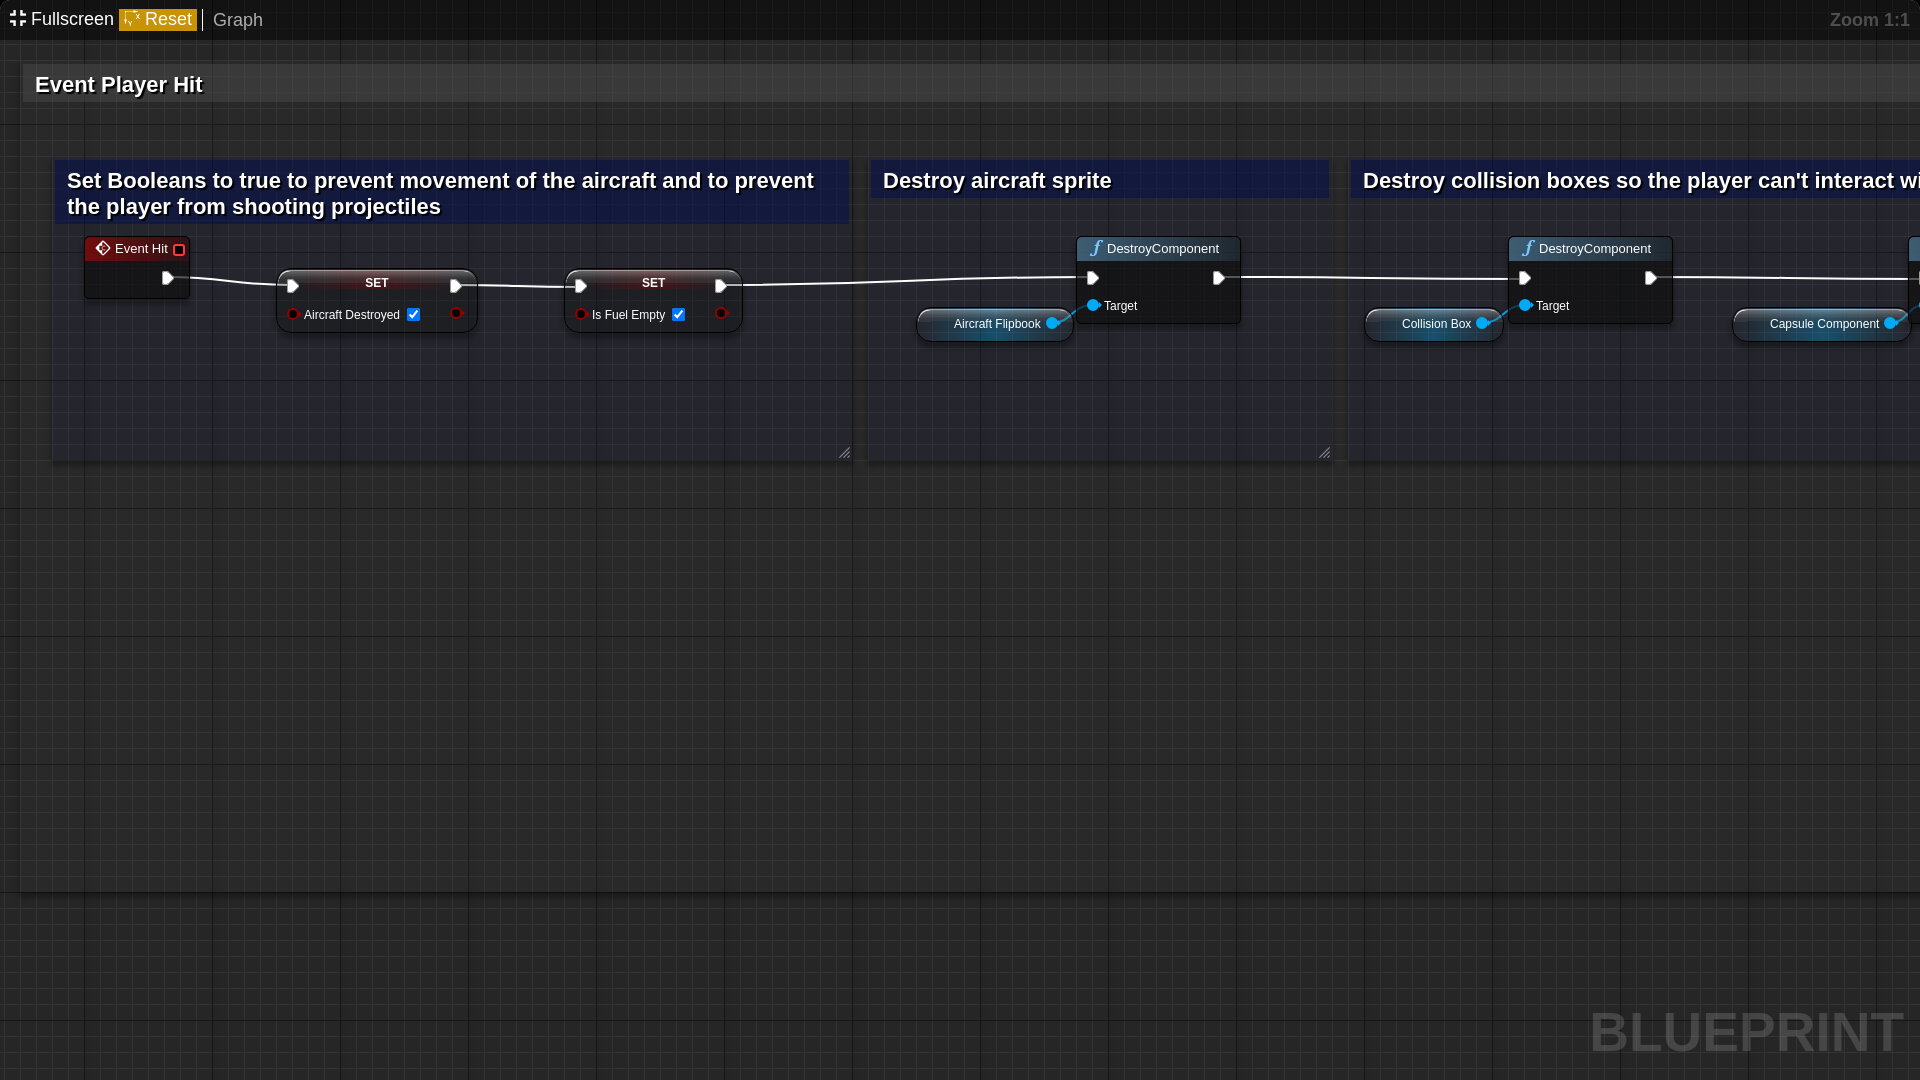 Fullscreen Reset Graph Zoom 1:1
Event Player Hit
Set Booleans to true to prevent movement of the aircraft and to prevent
the player from shooting projectiles
Destroy aircraft sprite
Destroy collision boxes so the player can't interact wi
Event Hit
SET
Aircraft Destroyed
SET
Is Fuel Empty
DestroyComponent
Target
Aircraft Flipbook
DestroyComponent
Target
Collision Box
Capsule Component
BLUEPRINT